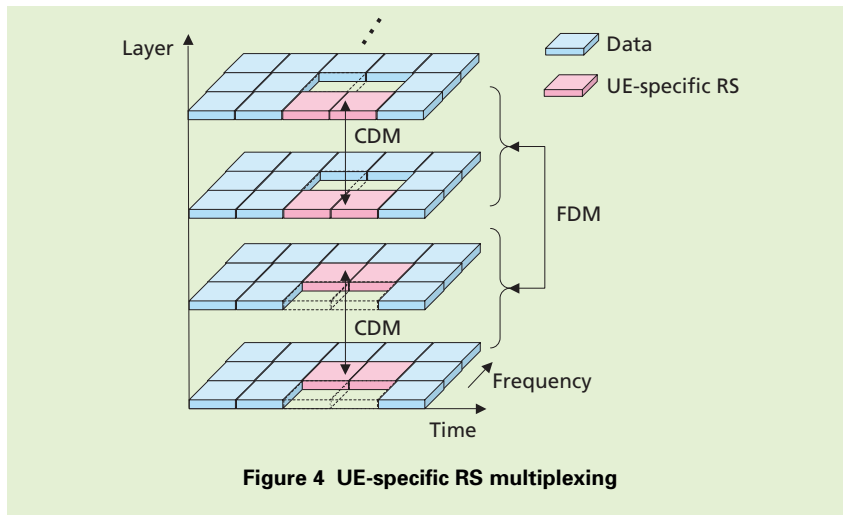 Layer
Data
UE-specific RS
CDM
FDM
CDM
Frequency
Time
Figure 4 UE-specific RS multiplexing